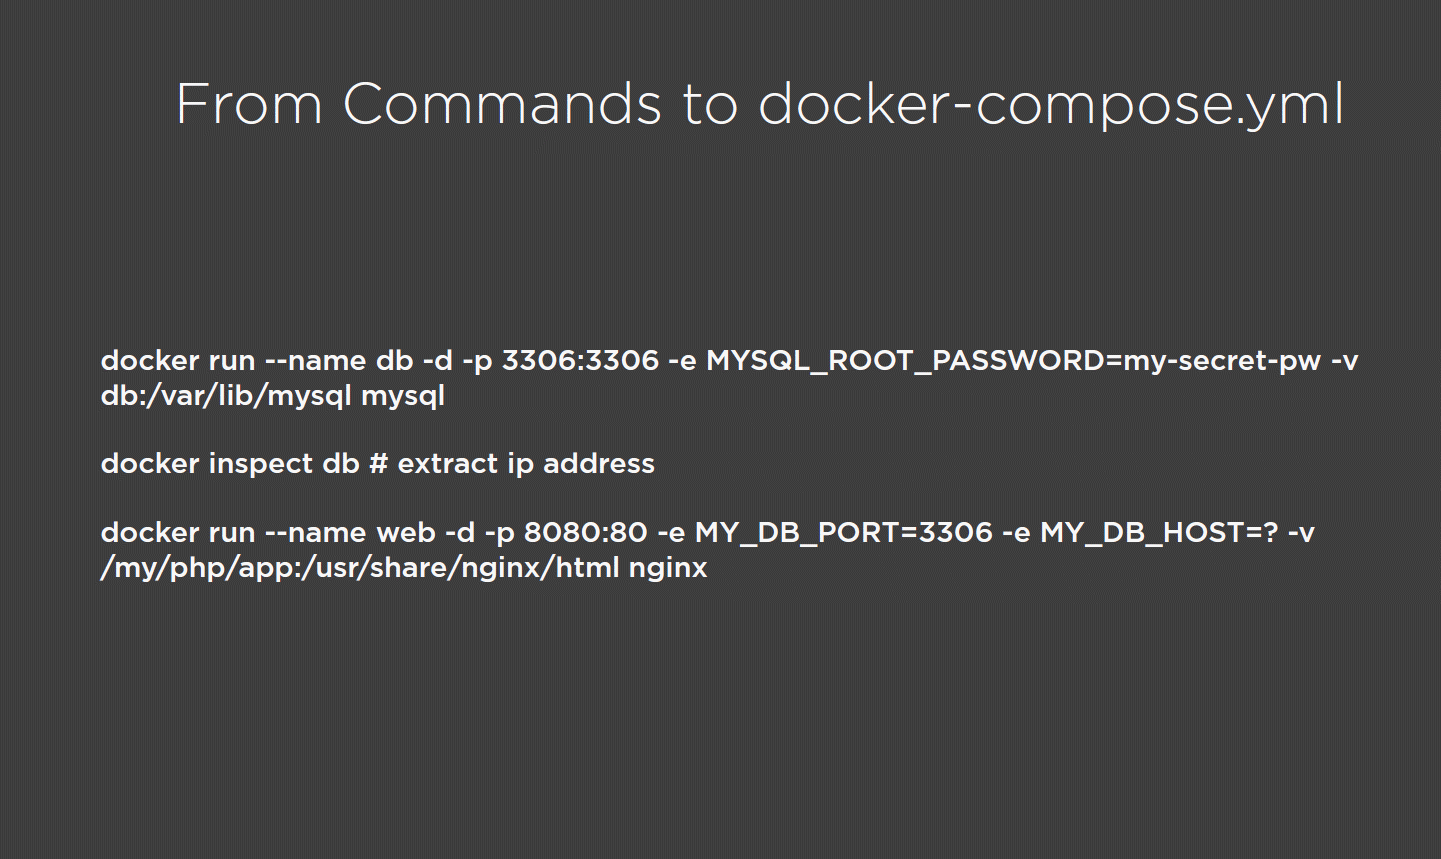 From Commands to docker-compose.yml
docker run --name db -d -p 3306:3306 -e MYSQL_ROOT_PASSWORD=my-secret-pw -v
db:/var/lib/mysql mysql
docker inspect db # extract ip address
docker run --name web -d -p 8080:80 -e MY_DB_PORT=3306 -e MY_DB_HOST=? -v
/my/php/app:/usr/share/nginx/html nginx